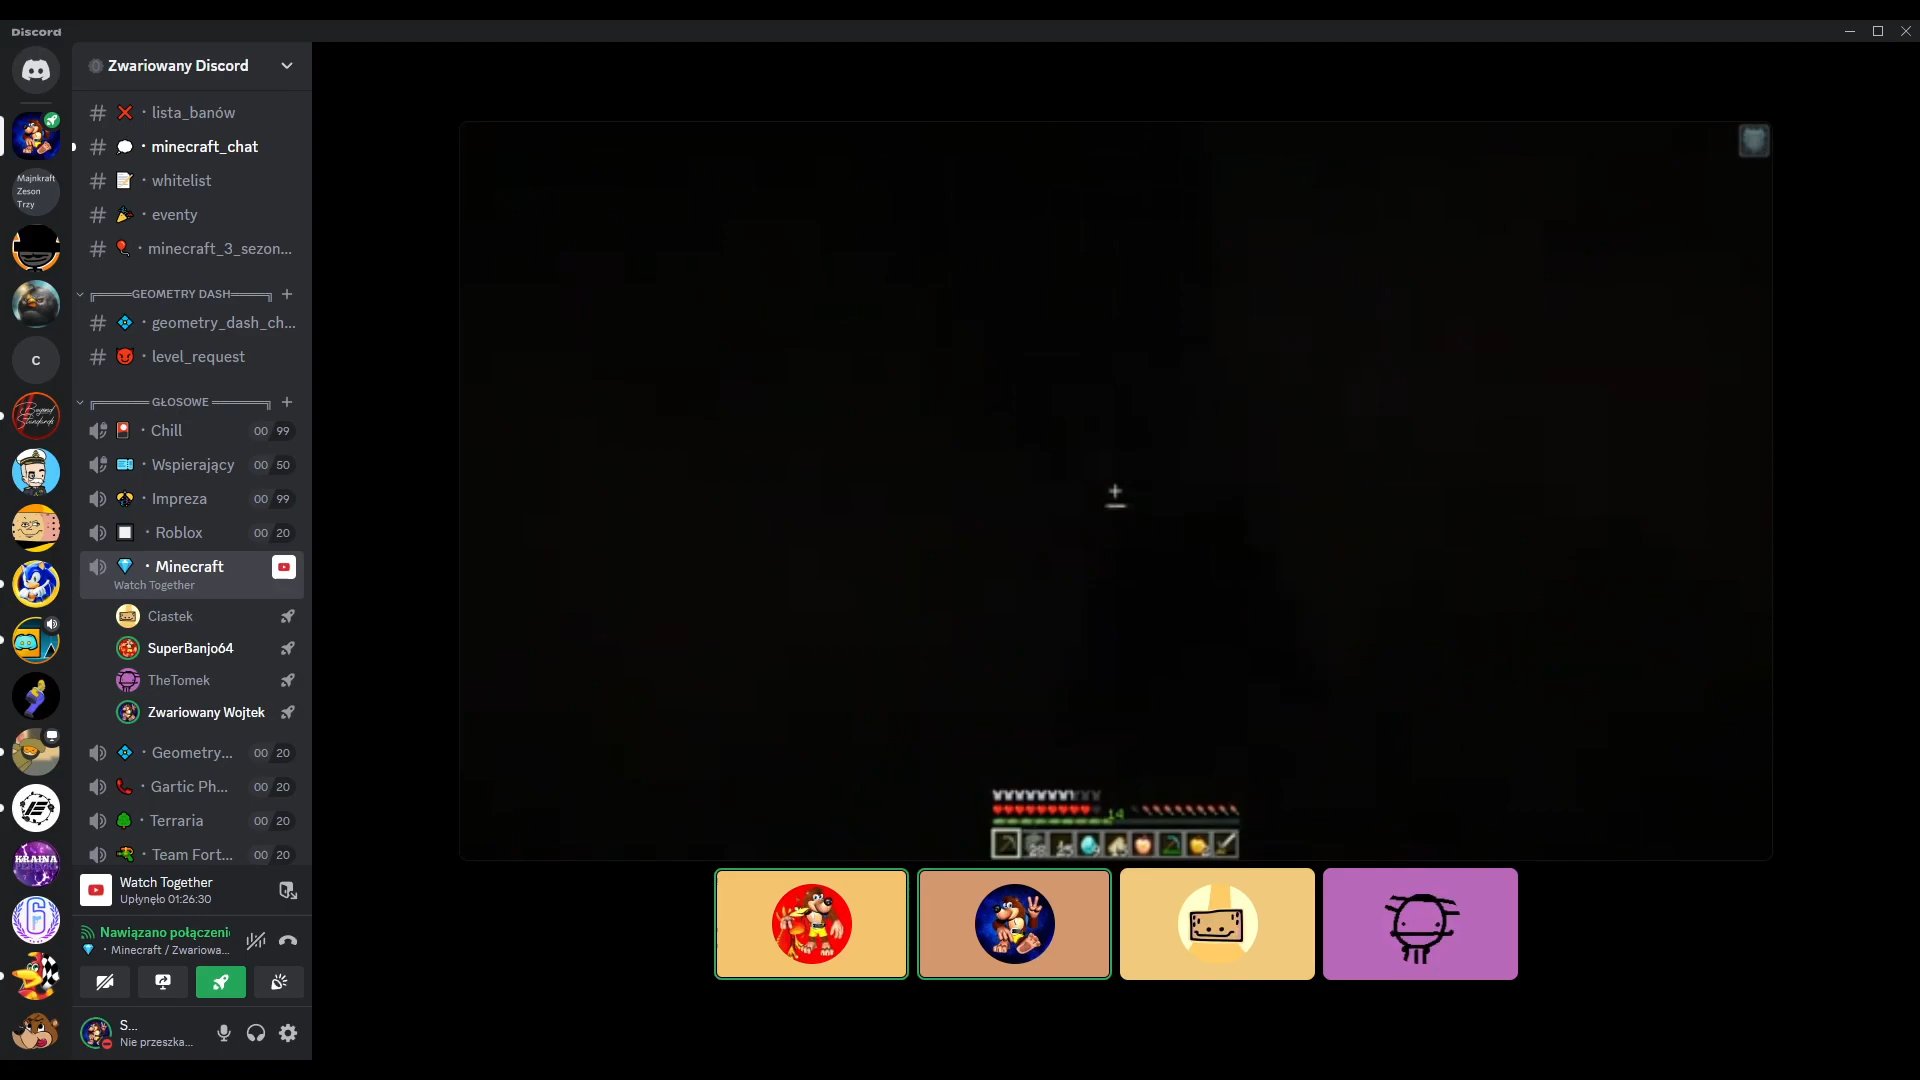 Discord
Zwariowany Discord
lista_banów
minecraft_chat
whitelist
eventy
minecraft_3_sezon...
Majnkraft
Zeson
Trzy
GEOMETRY DASH
geometry_dash_ch...
level_request
C
GŁOSOWE
Chill 00 99
Beyond
Standards
Wspierający 00 50
Impreza 00 99
Roblox 00 20
Minecraft
Watch Together
Ciastek
SuperBanjo64
TheTomek
Zwariowany Wojtek
Geometry... 00 20
Gartic Ph... 00 20
Terraria 00 20
Team Fort... 00 20
KRAINA
Watch Together
Upłynęło 01:26:30
Nawiązano połączeni
Minecraft / Zwariowa...
S...
Nie przeszka...
14